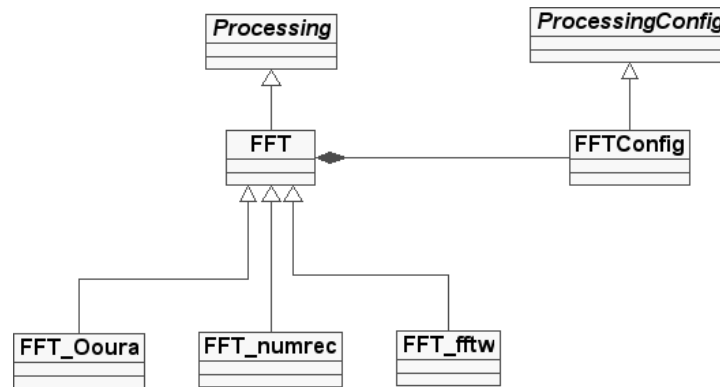 Processing
ProcessingConfig
FFT
FFTConfig
FFT_Ooura
FFT_numrec
FFT_fftw